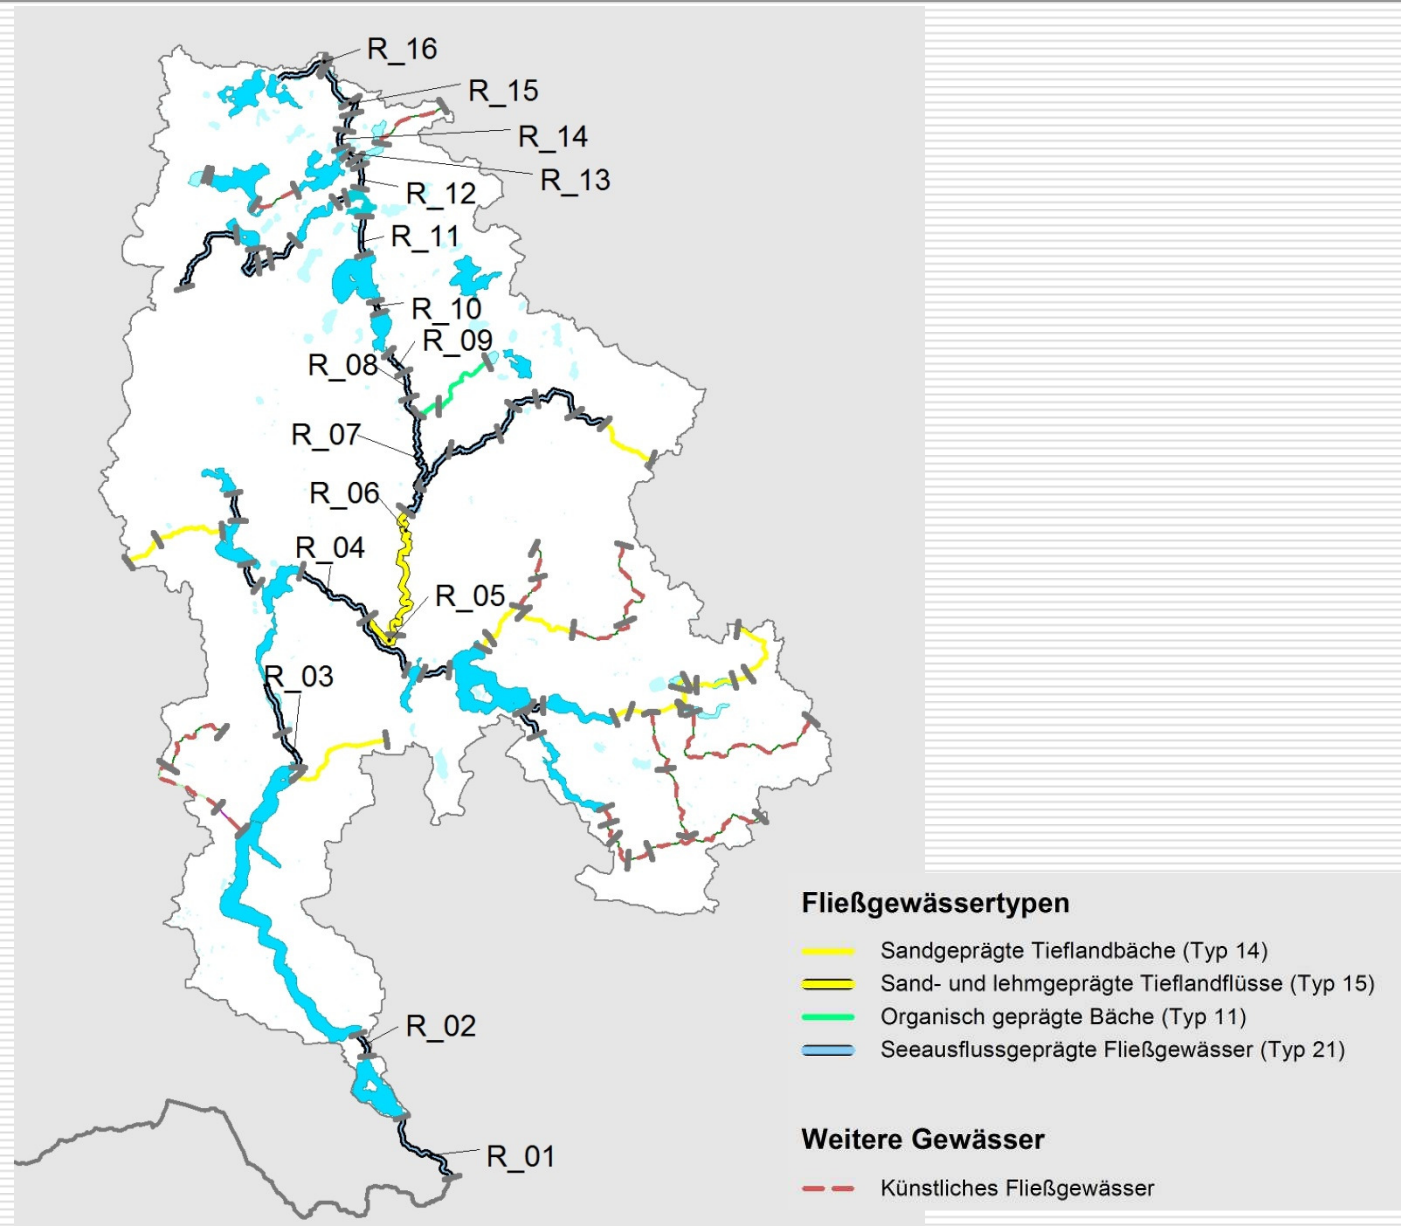 R_16
R_15
R_14
R_13
R_12
R_11
R_10
R_09
R_08
R_07
R_06
R_04
R_05
R_03
R_02
R_01
Fließgewässertypen
Sandgeprägte Tieflandbäche (Typ 14)
Sand- und lehmgeprägte Tieflandflüsse (Typ 15)
Organisch geprägte Bäche (Typ 11)
Seeausflussgeprägte Fließgewässer (Typ 21)
Weitere Gewässer
Künstliches Fließgewässer